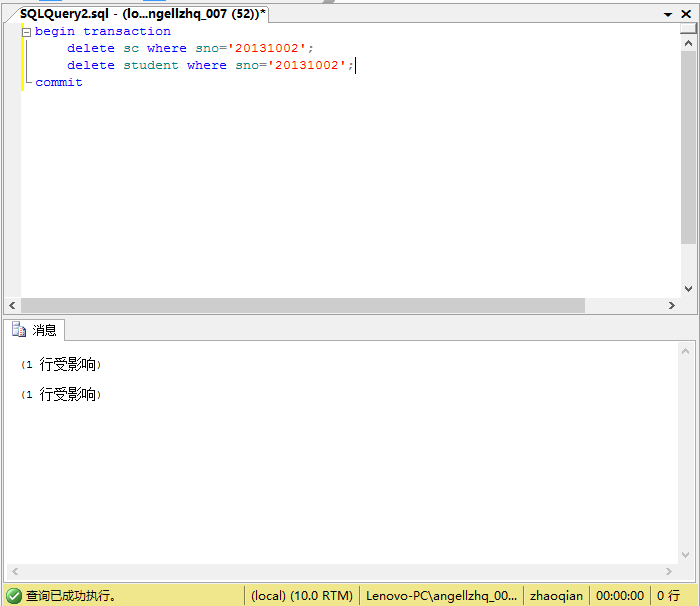 SQLQuery2.sql - (lo...ngellzhq_007 (52))*
begin transaction
delete sc where sno='20131002';
delete student where sno='20131002';
commit
消息
(1 行受影响)
(1 行受影响)
查询已成功执行。 (local) (10.0 RTM) Lenovo-PC\angellzhq_00... zhaoqian 00:00:00 0 行